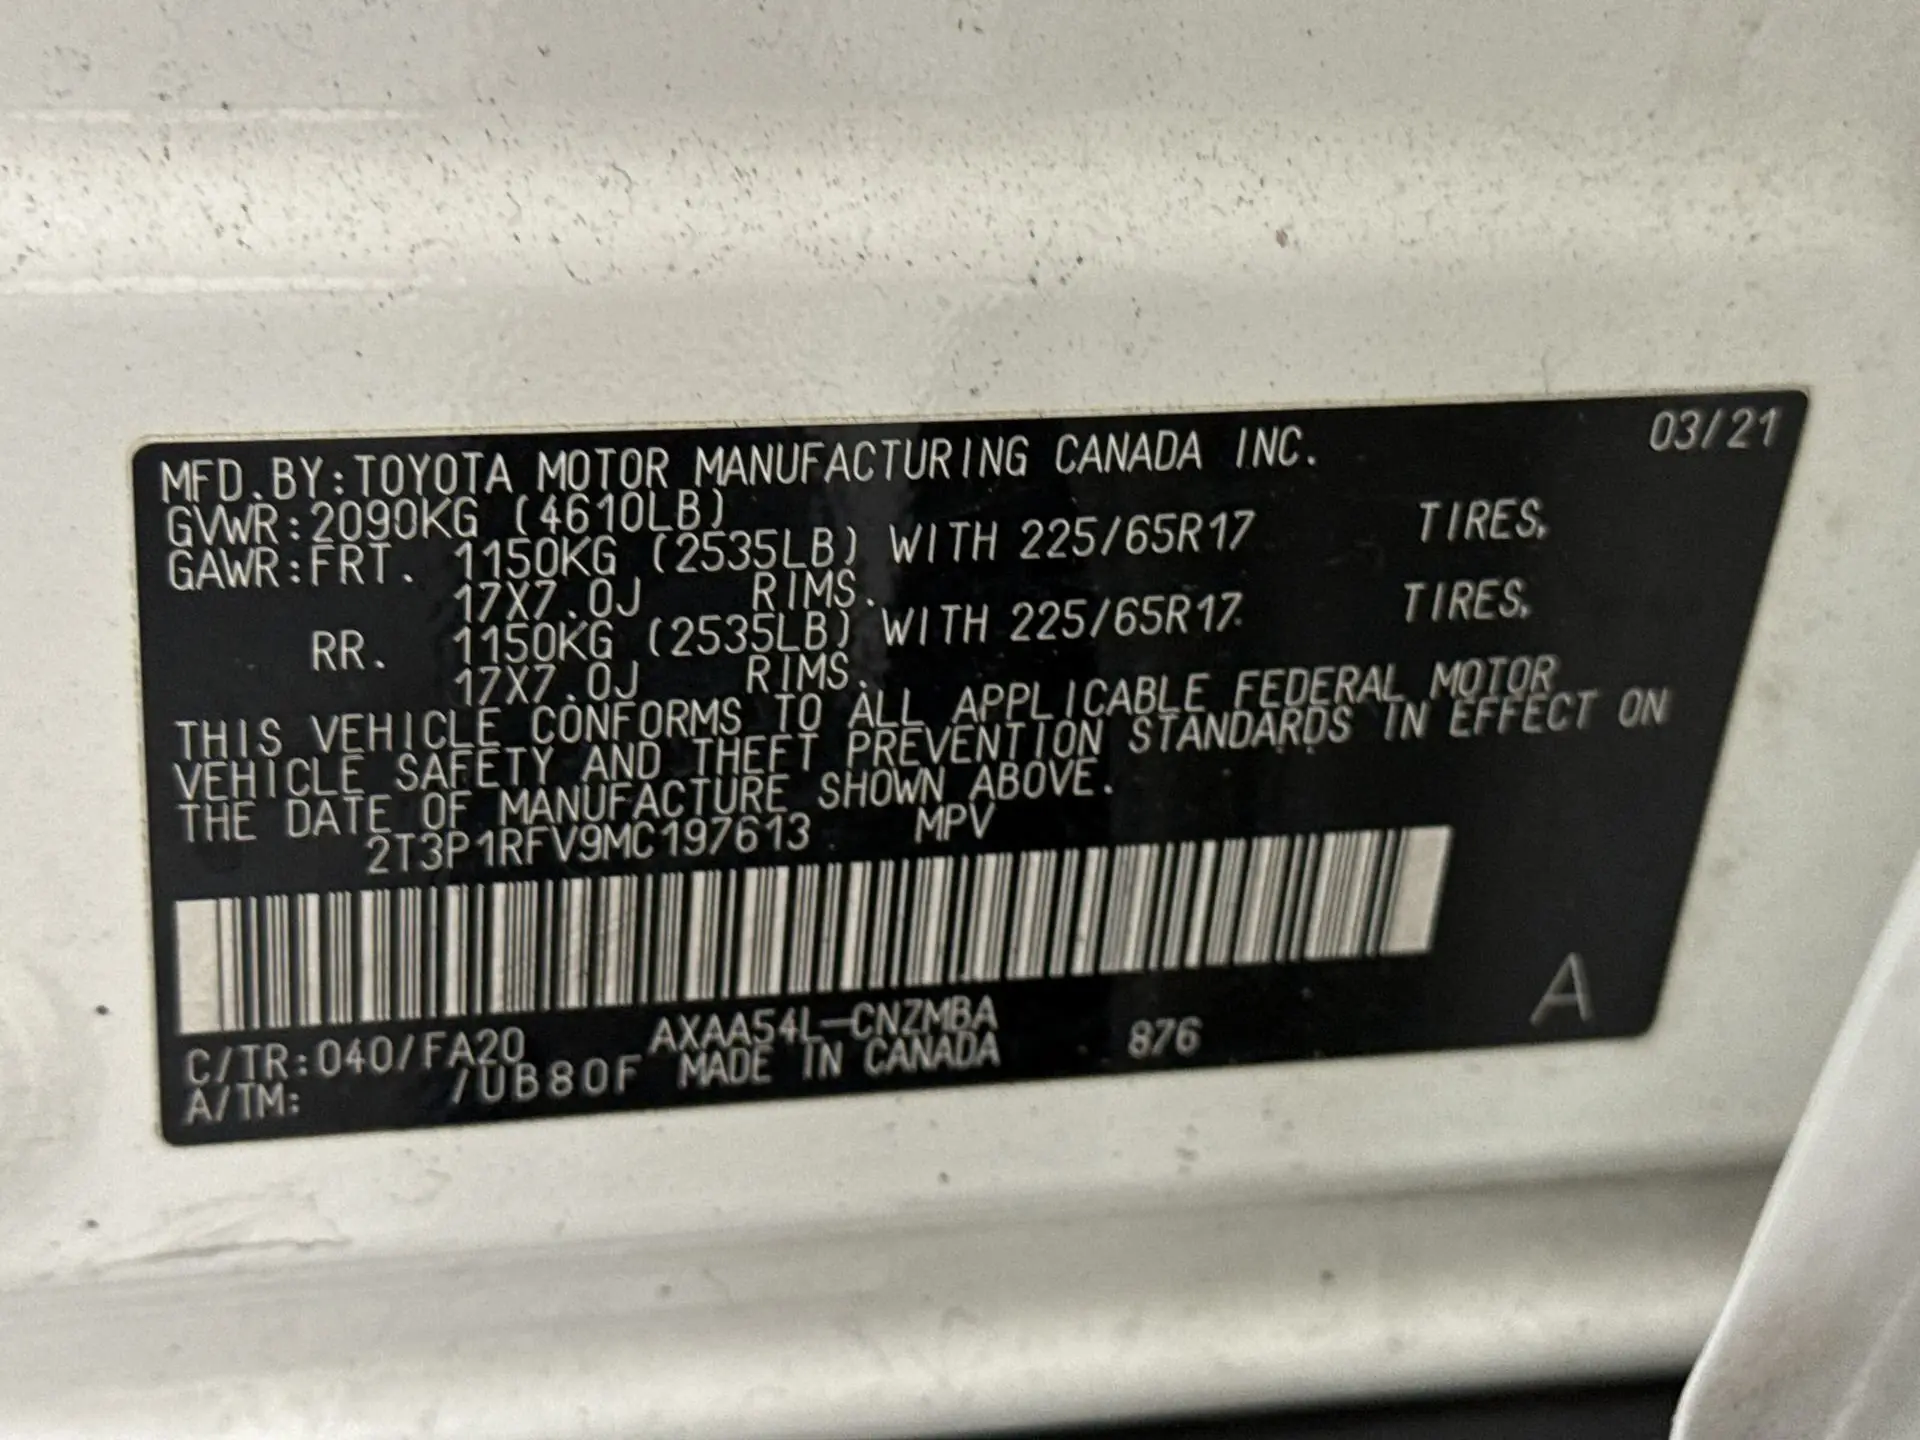 03/21
MFD.BY:TOYOTA MOTOR MANUFACTURING CANADA INC.
GVWR:2090KG (4610LB)
GAWR:FRT. 1150KG (2535LB) WITH 225/65R17 TIRES,
17X7.0J RIMS.
RR. 1150KG (2535LB) WITH 225/65R17 TIRES,
17X7.0J RIMS.
THIS VEHICLE CONFORMS TO ALL APPLICABLE FEDERAL MOTOR
VEHICLE SAFETY AND THEFT PREVENTION STANDARDS IN EFFECT ON
THE DATE OF MANUFACTURE SHOWN ABOVE.
2T3P1RFV9MC197613 MPV
A
C/TR:040/FA20 AXAA54L-CNZMBA 876
A/TM: /UB80F MADE IN CANADA